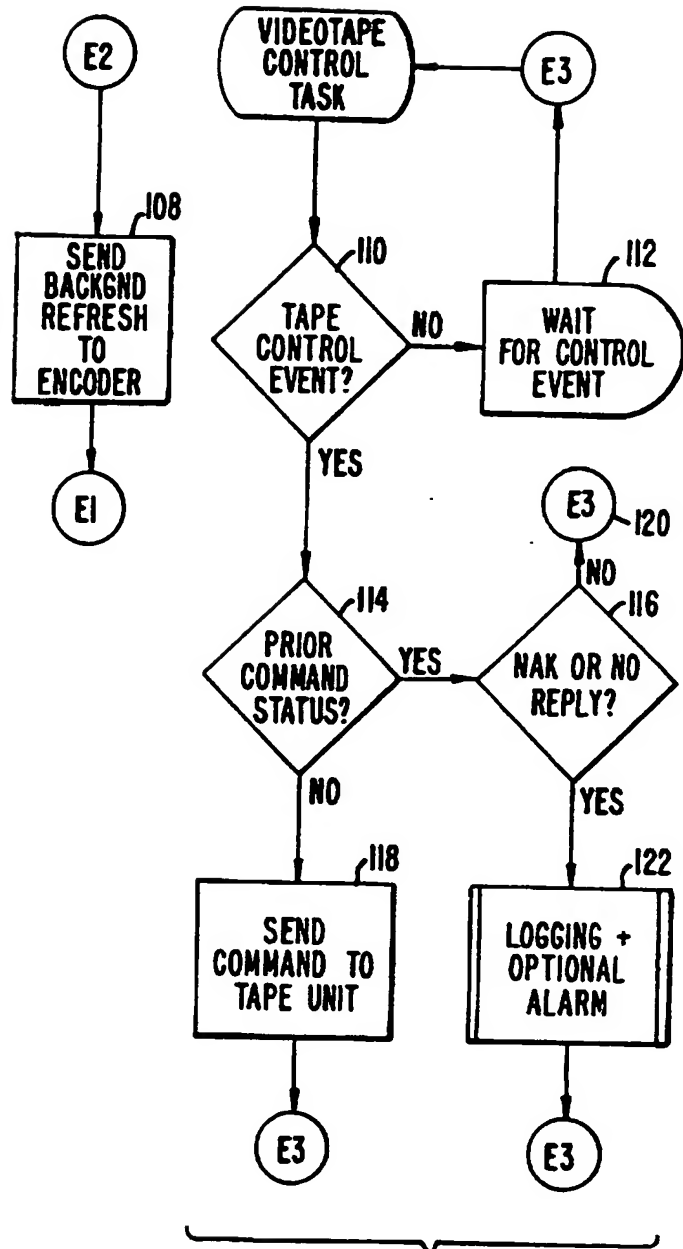 E2
108
SEND
BACKGND
REFRESH
TO
ENCODER
E1
VIDEOTAPE
CONTROL
TASK
E3
110
TAPE
CONTROL
EVENT?
NO
112
WAIT
FOR CONTROL
EVENT
YES
114
PRIOR
COMMAND
STATUS?
YES
E3
120
NO
116
NAK OR NO
REPLY?
NO
YES
118
SEND
COMMAND TO
TAPE UNIT
E3
122
LOGGING +
OPTIONAL
ALARM
E3